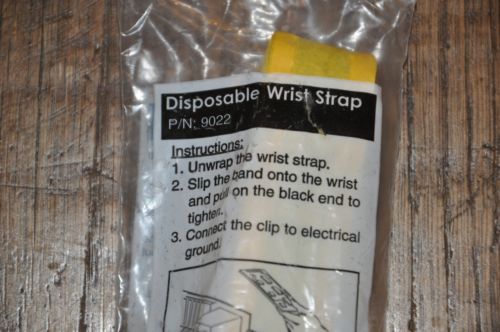 Disposable Wrist Strap
P/N: 9022
Instructions:
1. Unwrap the wrist strap.
2. Slip the band onto the wrist
and pull on the black end to
tighten.
3. Connect the clip to electrical
ground.